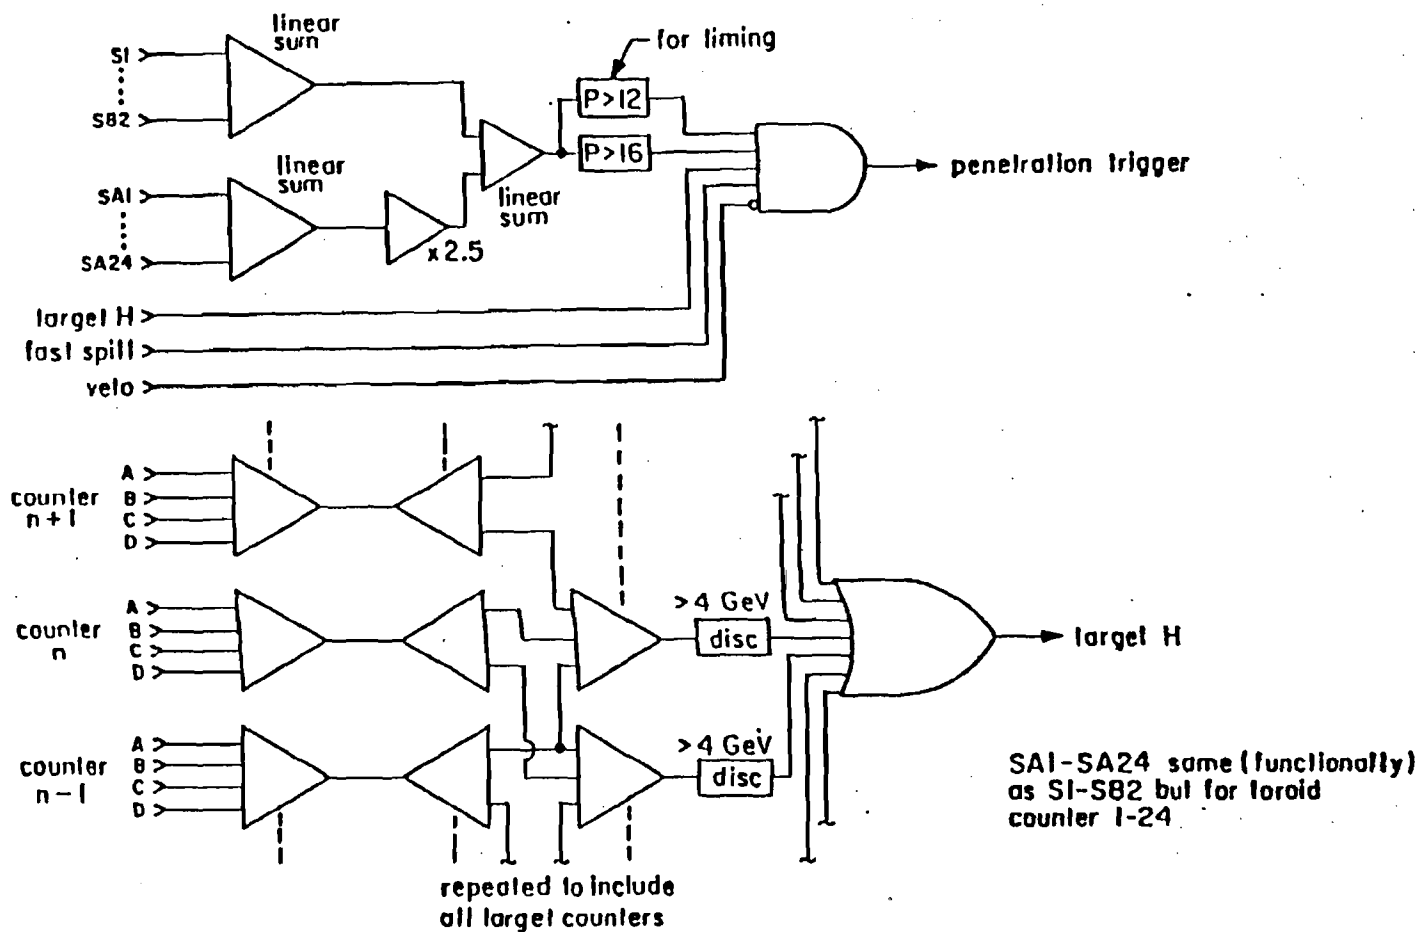 linear
sum
S1
S82
for timing
P>12
P>16
linear
sum
SA1
SA24
x 2.5
linear
sum
penetration trigger
target H
fast spill
veto
counter
n+1
A
B
C
D
counter
n
A
B
C
D
>4 GeV
disc
target H
counter
n-1
A
B
C
D
>4 GeV
disc
SA1-SA24 same (functionally)
as S1-S82 but for toroid
counter 1-24
repeated to include
all target counters